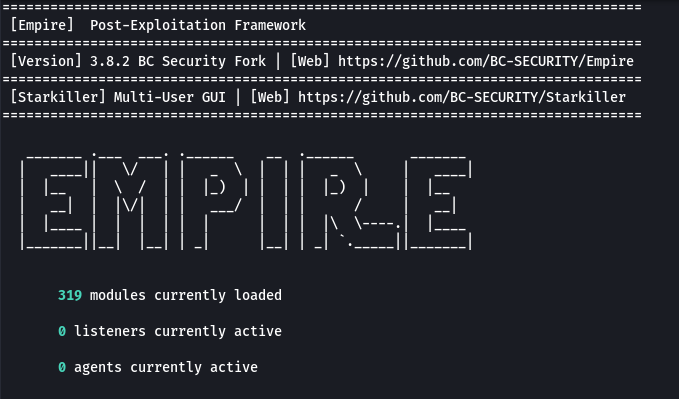 [Empire] Post-Exploitation Framework
[Version] 3.8.2 BC Security Fork | [Web] https://github.com/BC-SECURITY/Empire
[Starkiller] Multi-User GUI | [Web] https://github.com/BC-SECURITY/Starkiller
EMPIRE
319 modules currently loaded
0 listeners currently active
0 agents currently active